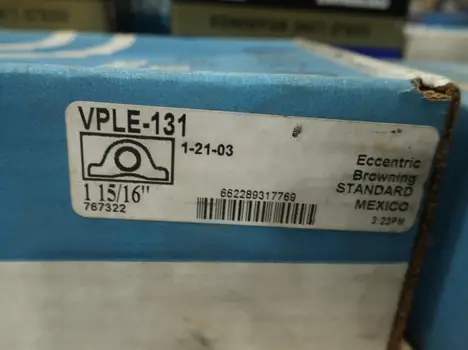 VPLE-131
1-21-03
1 15/16"
767322
662289317769
Eccentric
Browning
STANDARD
MEXICO
3:23PM